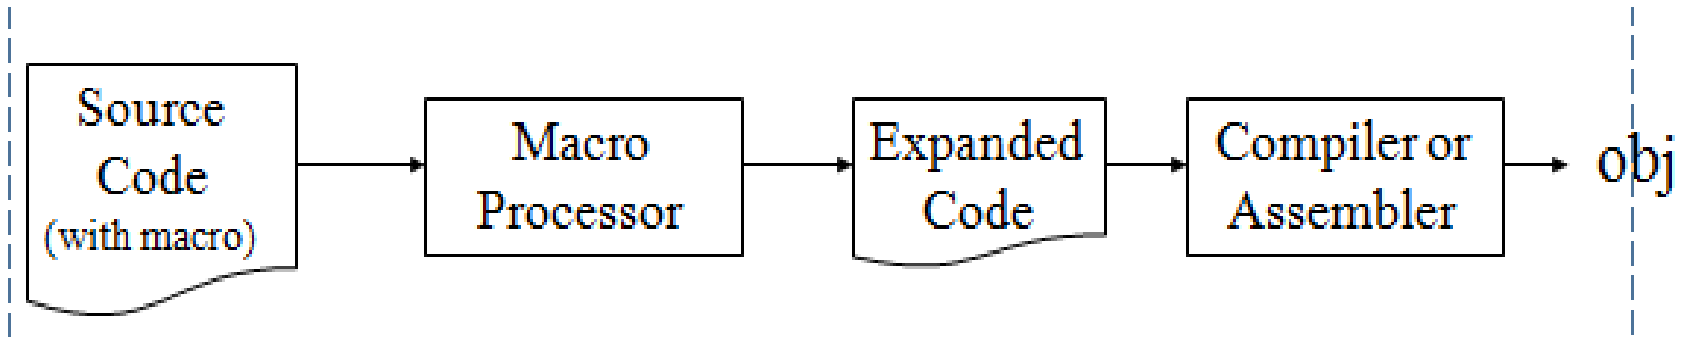 Source
Code
(with macro)
Macro
Processor
Expanded
Code
Compiler or
Assembler
obj